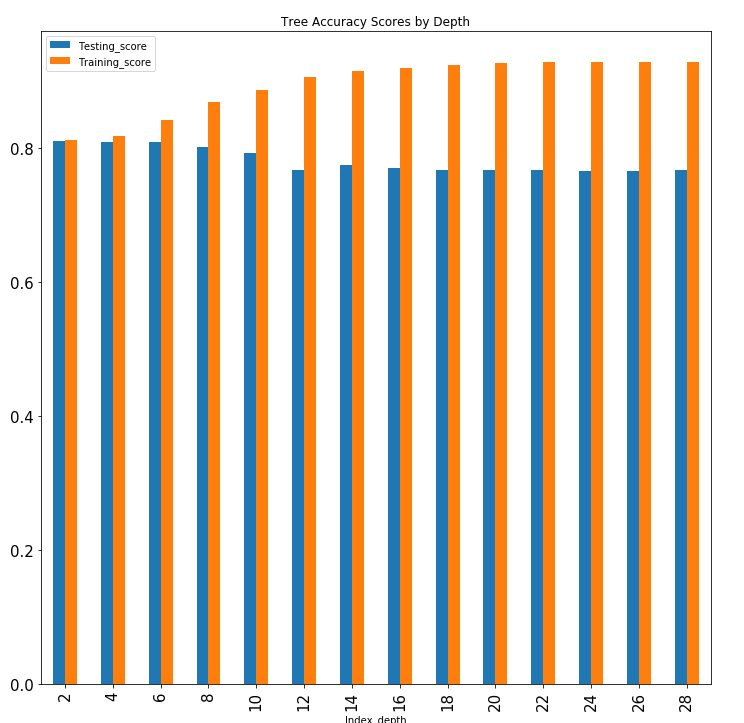 Tree Accuracy Scores by Depth
Testing_score
Training_score
0.8
0.6
0.4
0.2
0.0
2 4 6 8 10 12 14 16 18 20 22 24 26 28
Index_depth